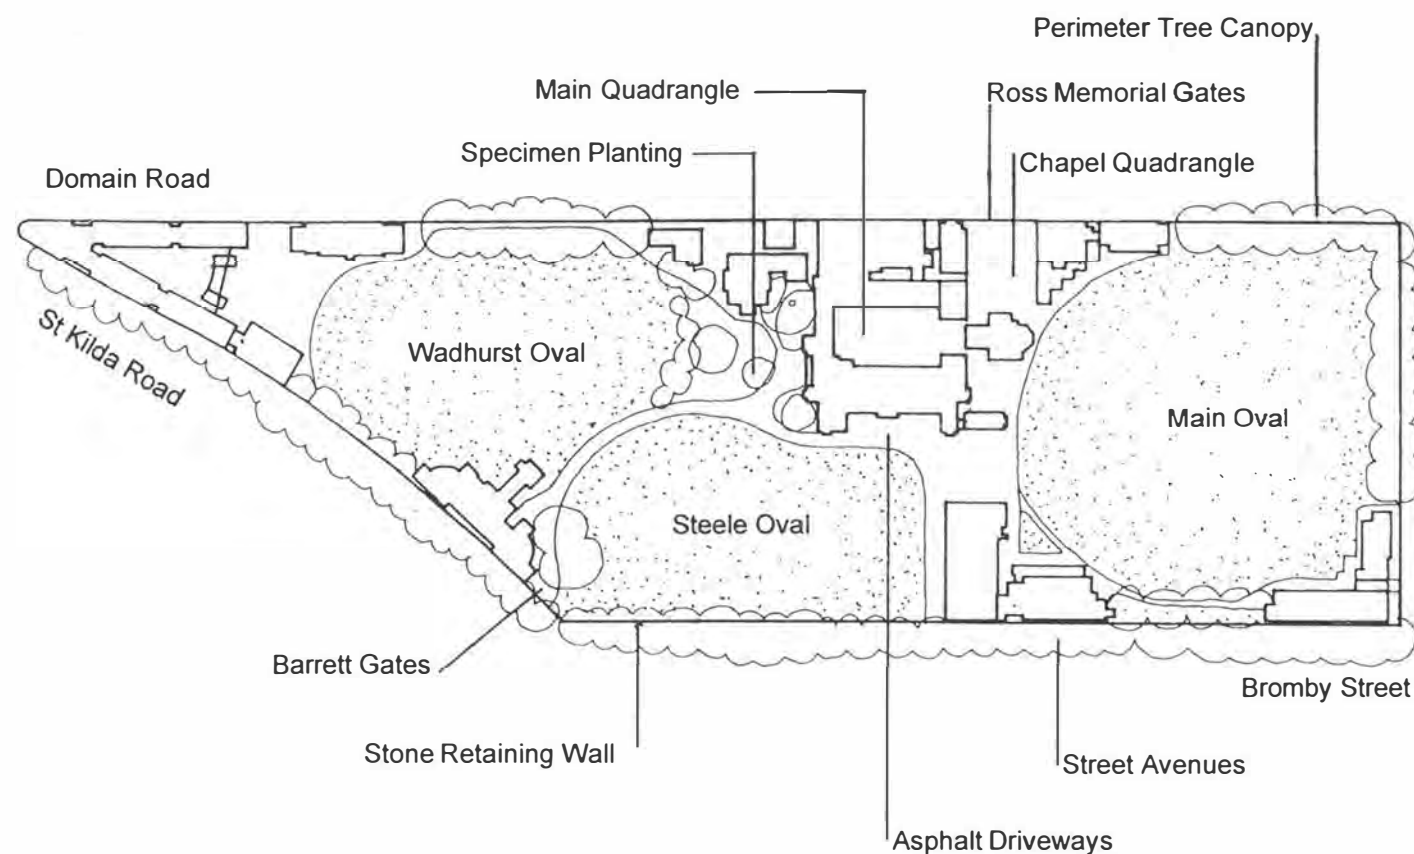 Perimeter Tree Canopy
Main Quadrangle
Ross Memorial Gates
Specimen Planting
Chapel Quadrangle
Domain Road
St Kilda Road
Wadhurst Oval
Main Oval
Steele Oval
Barrett Gates
Bromby Street
Stone Retaining Wall
Street Avenues
Asphalt Driveways